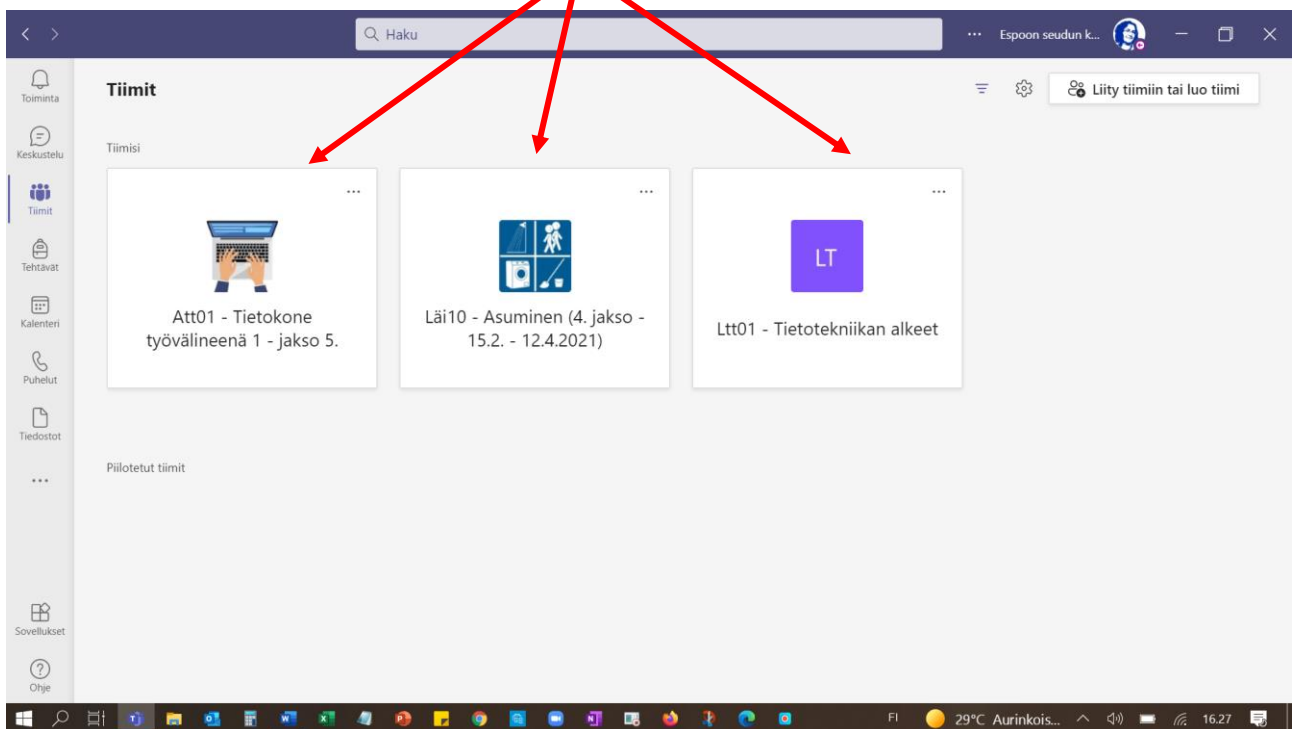 Haku
Espoon seudun k...
Toiminta
Keskustelu
Tiimit
Tehtävät
Kalenteri
Puhelut
Tiedostot
Sovellukset
Ohje
Tiimit
Liity tiimiin tai luo tiimi
Tiimisi
Att01 - Tietokone
työvälineenä 1 - jakso 5.
Läi10 - Asuminen (4. jakso -
15.2. - 12.4.2021)
LT
Ltt01 - Tietotekniikan alkeet
Piilotetut tiimit
FI
29°C Aurinkois...
16.27